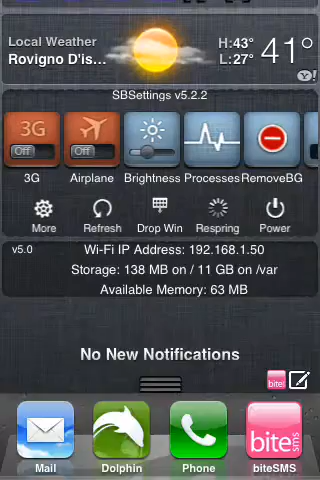 Local Weather
Rovigno D'is...
H:43°
L:27°
41°
Y!
SBSettings v5.2.2
3G
Off
Off
3G Airplane Brightness Processes RemoveBG
More Refresh Drop Win Respring Power
v5.0
Wi-Fi IP Address: 192.168.1.50
Storage: 138 MB on / 11 GB on /var
Available Memory: 63 MB
No New Notifications
bite
bite sms
Mail Dolphin Phone biteSMS